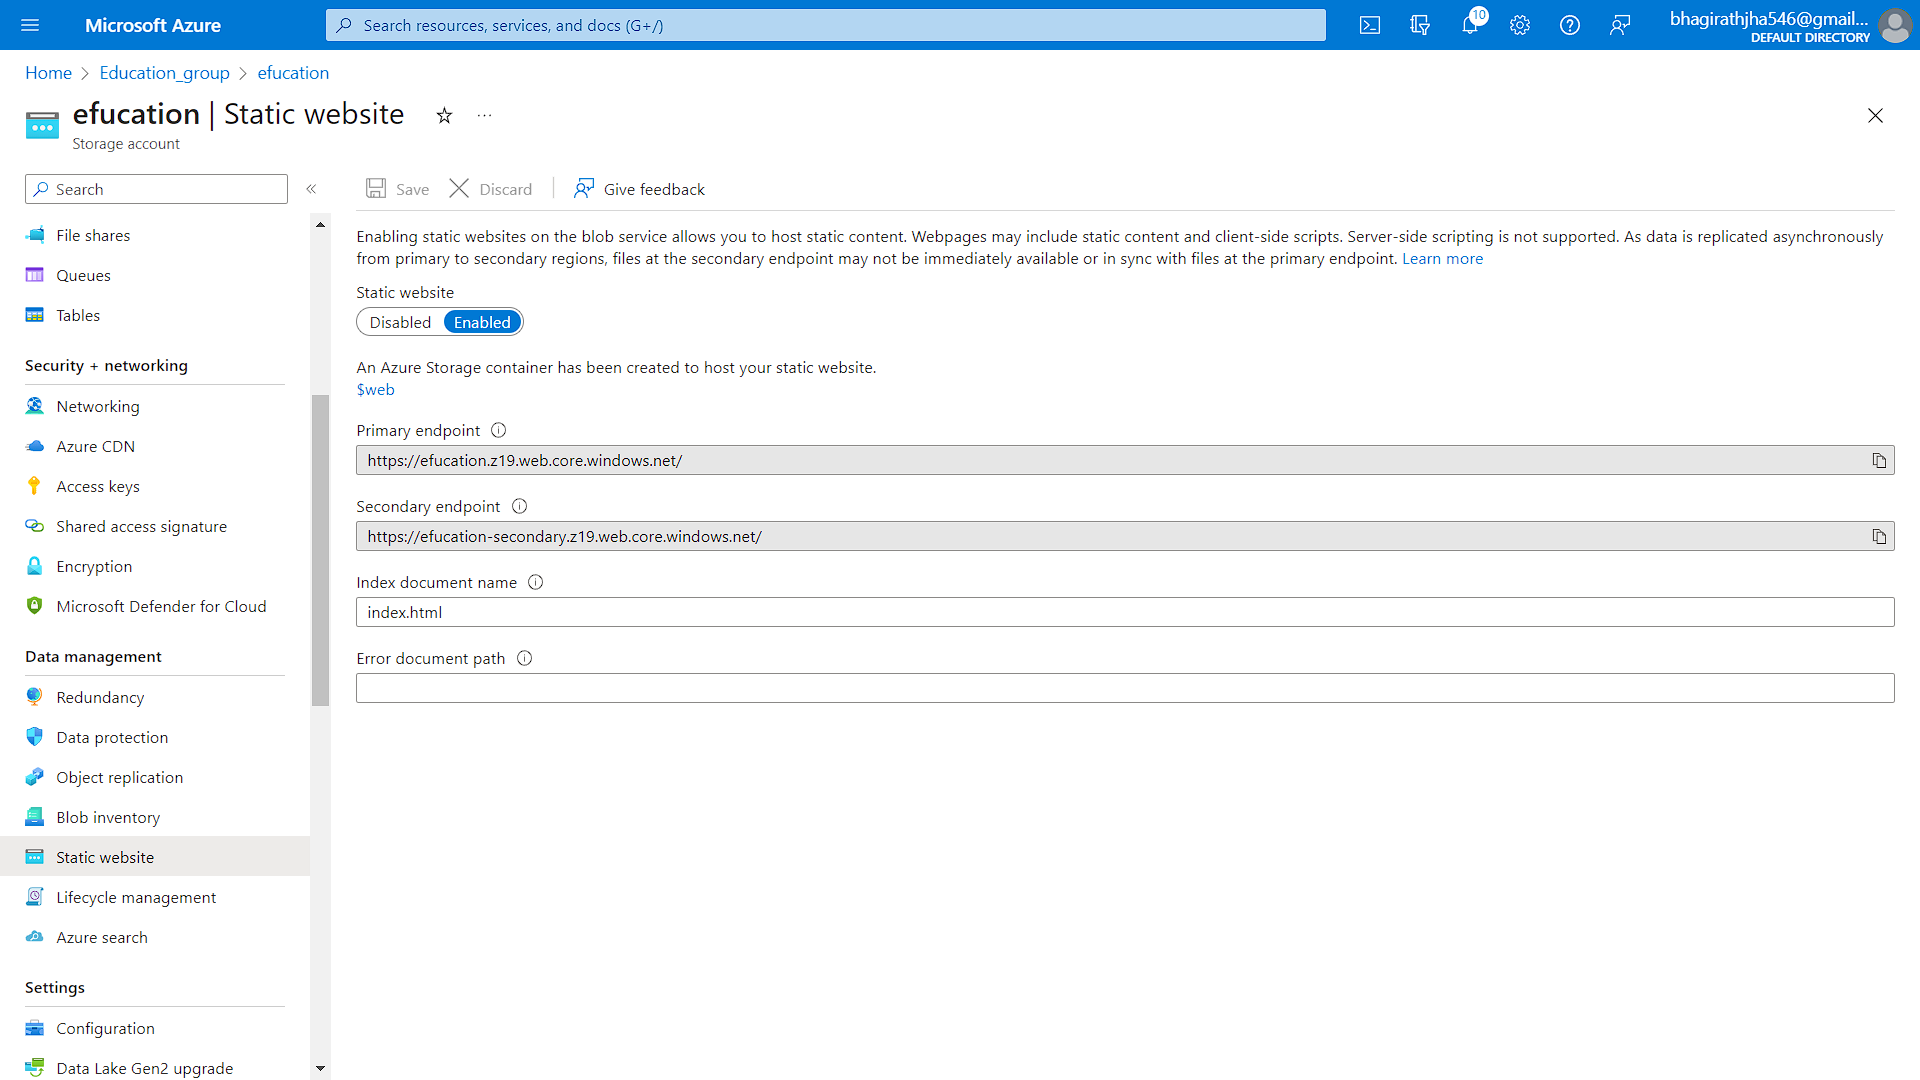 Microsoft Azure
Search resources, services, and docs (G+/)
10
bhagirathjha546@gmail...
DEFAULT DIRECTORY
Home > Education_group > efucation
efucation | Static website
Storage account
Search
File shares
Queues
Tables
Security + networking
Networking
Azure CDN
Access keys
Shared access signature
Encryption
Microsoft Defender for Cloud
Data management
Redundancy
Data protection
Object replication
Blob inventory
Static website
Lifecycle management
Azure search
Settings
Configuration
Data Lake Gen2 upgrade
Save
Discard
Give feedback
Enabling static websites on the blob service allows you to host static content. Webpages may include static content and client-side scripts. Server-side scripting is not supported. As data is replicated asynchronously
from primary to secondary regions, files at the secondary endpoint may not be immediately available or in sync with files at the primary endpoint. Learn more
Static website
Disabled Enabled
An Azure Storage container has been created to host your static website.
$web
Primary endpoint
https://efucation.z19.web.core.windows.net/
Secondary endpoint
https://efucation-secondary.z19.web.core.windows.net/
Index document name
index.html
Error document path